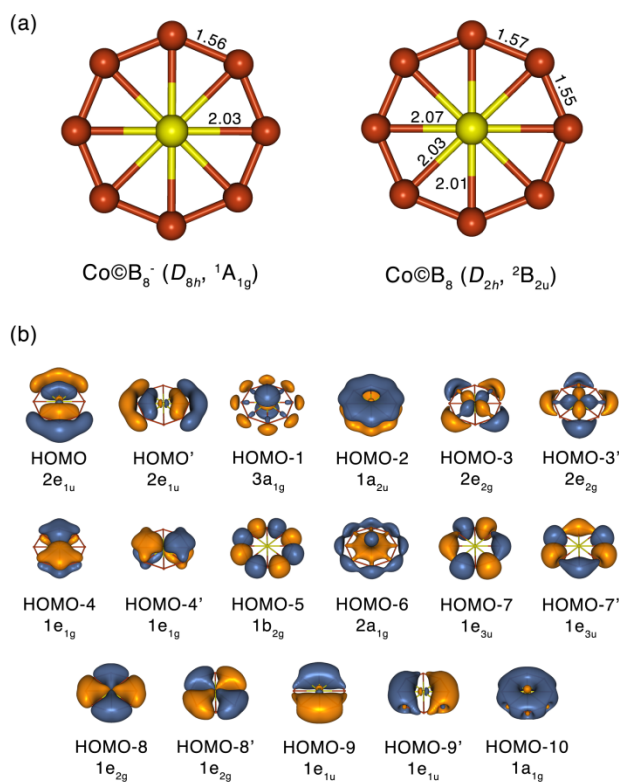 (a)
1.56
2.03
1.57
1.55
2.07
2.03
2.01
Co©B₈⁻ (D₈ₕ, ¹A₁g)
Co©B₈ (D₂ₕ, ²B₂ᵤ)
(b)
HOMO HOMO' HOMO-1 HOMO-2 HOMO-3 HOMO-3'
2e₁ᵤ 2e₁ᵤ 3a₁g 1a₂ᵤ 2e₂g 2e₂g
HOMO-4 HOMO-4' HOMO-5 HOMO-6 HOMO-7 HOMO-7'
1e₁g 1e₁g 1b₂g 2a₁g 1e₃ᵤ 1e₃ᵤ
HOMO-8 HOMO-8' HOMO-9 HOMO-9' HOMO-10
1e₂g 1e₂g 1e₁ᵤ 1e₁ᵤ 1a₁g